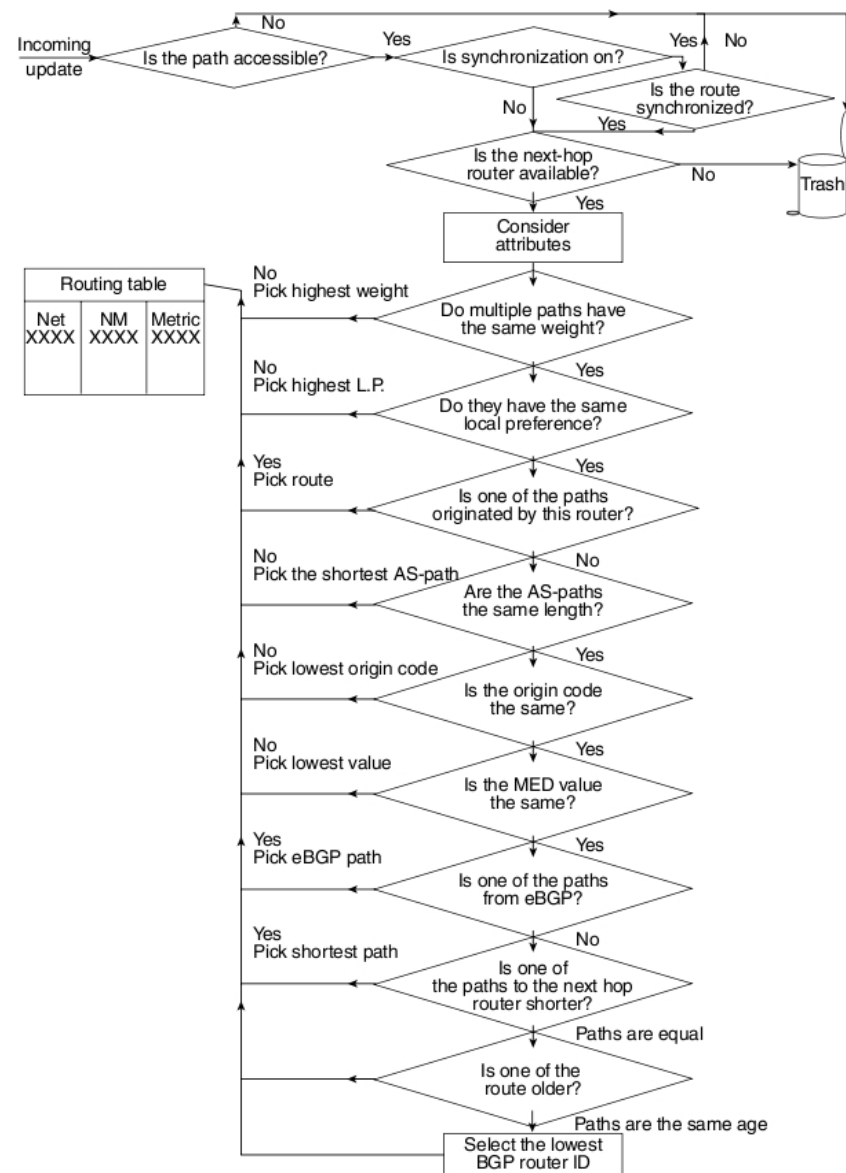 No
Incoming
update
Is the path accessible?
Yes
Is synchronization on?
Yes
No
Is the route
synchronized?
No
Yes
Is the next-hop
router available?
No
Trash
Yes
Consider
attributes
Routing table
Net
NM
Metric
XXXX
XXXX
XXXX
No
Pick highest weight
Do multiple paths have
the same weight?
Yes
No
Pick highest L.P.
Do they have the same
local preference?
Yes
Yes
Pick route
Is one of the paths
originated by this router?
No
No
Pick the shortest AS-path
Are the AS-paths
the same length?
Yes
No
Pick lowest origin code
Is the origin code
the same?
Yes
No
Pick lowest value
Is the MED value
the same?
Yes
Yes
Pick eBGP path
Is one of the paths
from eBGP?
No
Yes
Pick shortest path
Is one of
the paths to the next hop
router shorter?
Paths are equal
Is one of the
route older?
Paths are the same age
Select the lowest
BGP router ID